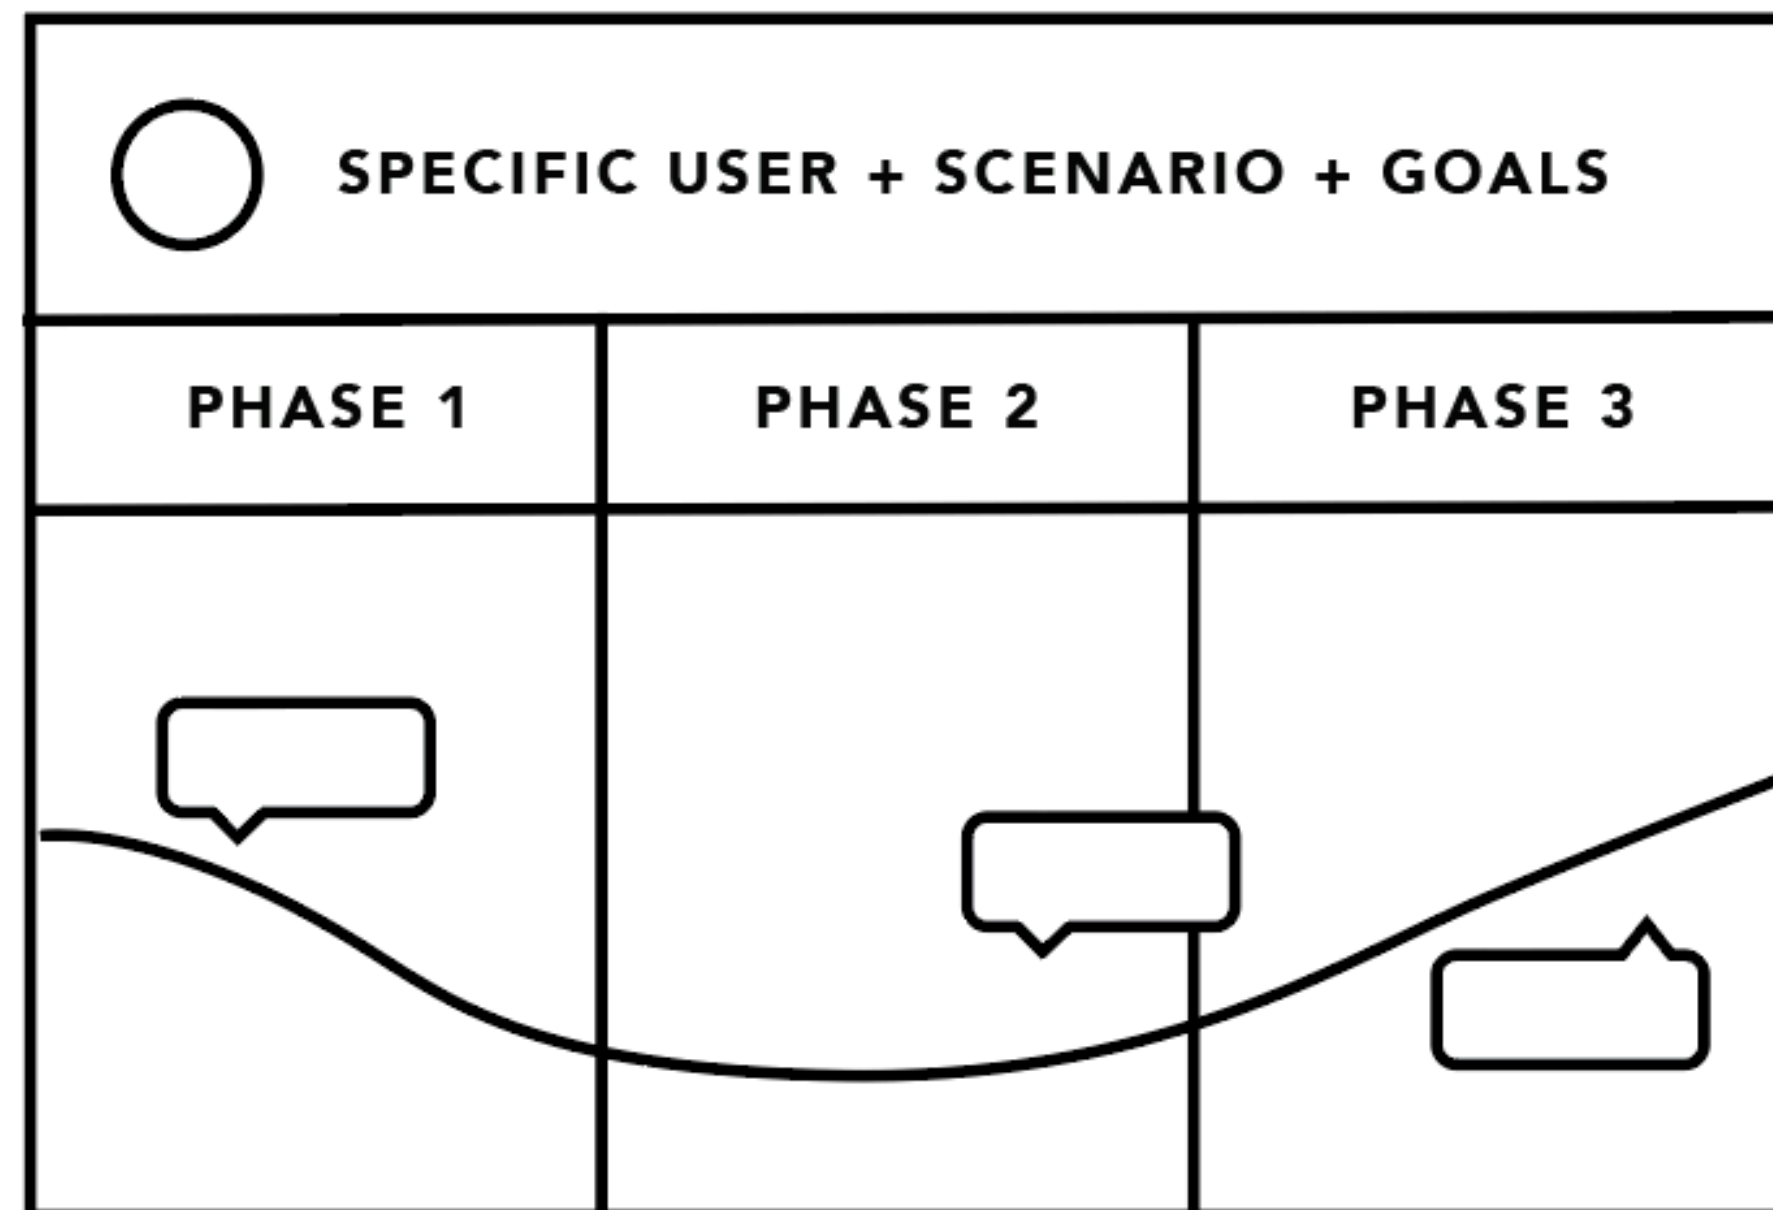 SPECIFIC USER + SCENARIO + GOALS
PHASE 1
PHASE 2
PHASE 3